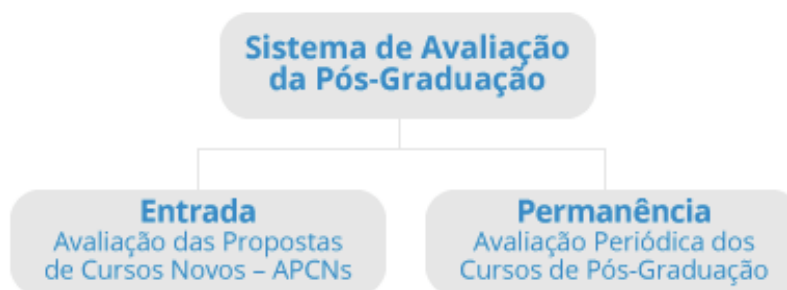 Sistema de Avaliação
da Pós-Graduação
Entrada
Avaliação das Propostas
de Cursos Novos – APCNs
Permanência
Avaliação Periódica dos
Cursos de Pós-Graduação